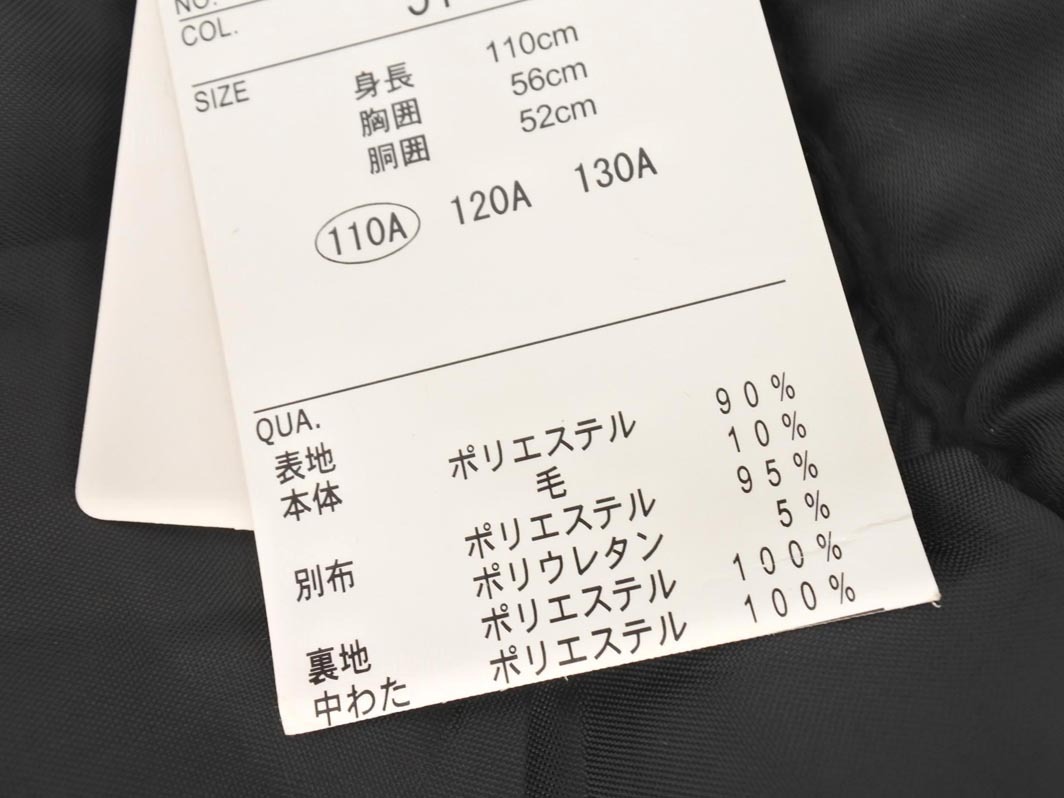 NO.
COL.
SIZE
身長 110cm
胸囲 56cm
胴囲 52cm
110A 120A 130A
QUA.
表地 ポリエステル 90%
本体 毛 10%
ポリエステル 95%
別布 ポリウレタン 5%
ポリエステル 100%
裏地 ポリエステル 100%
中わた